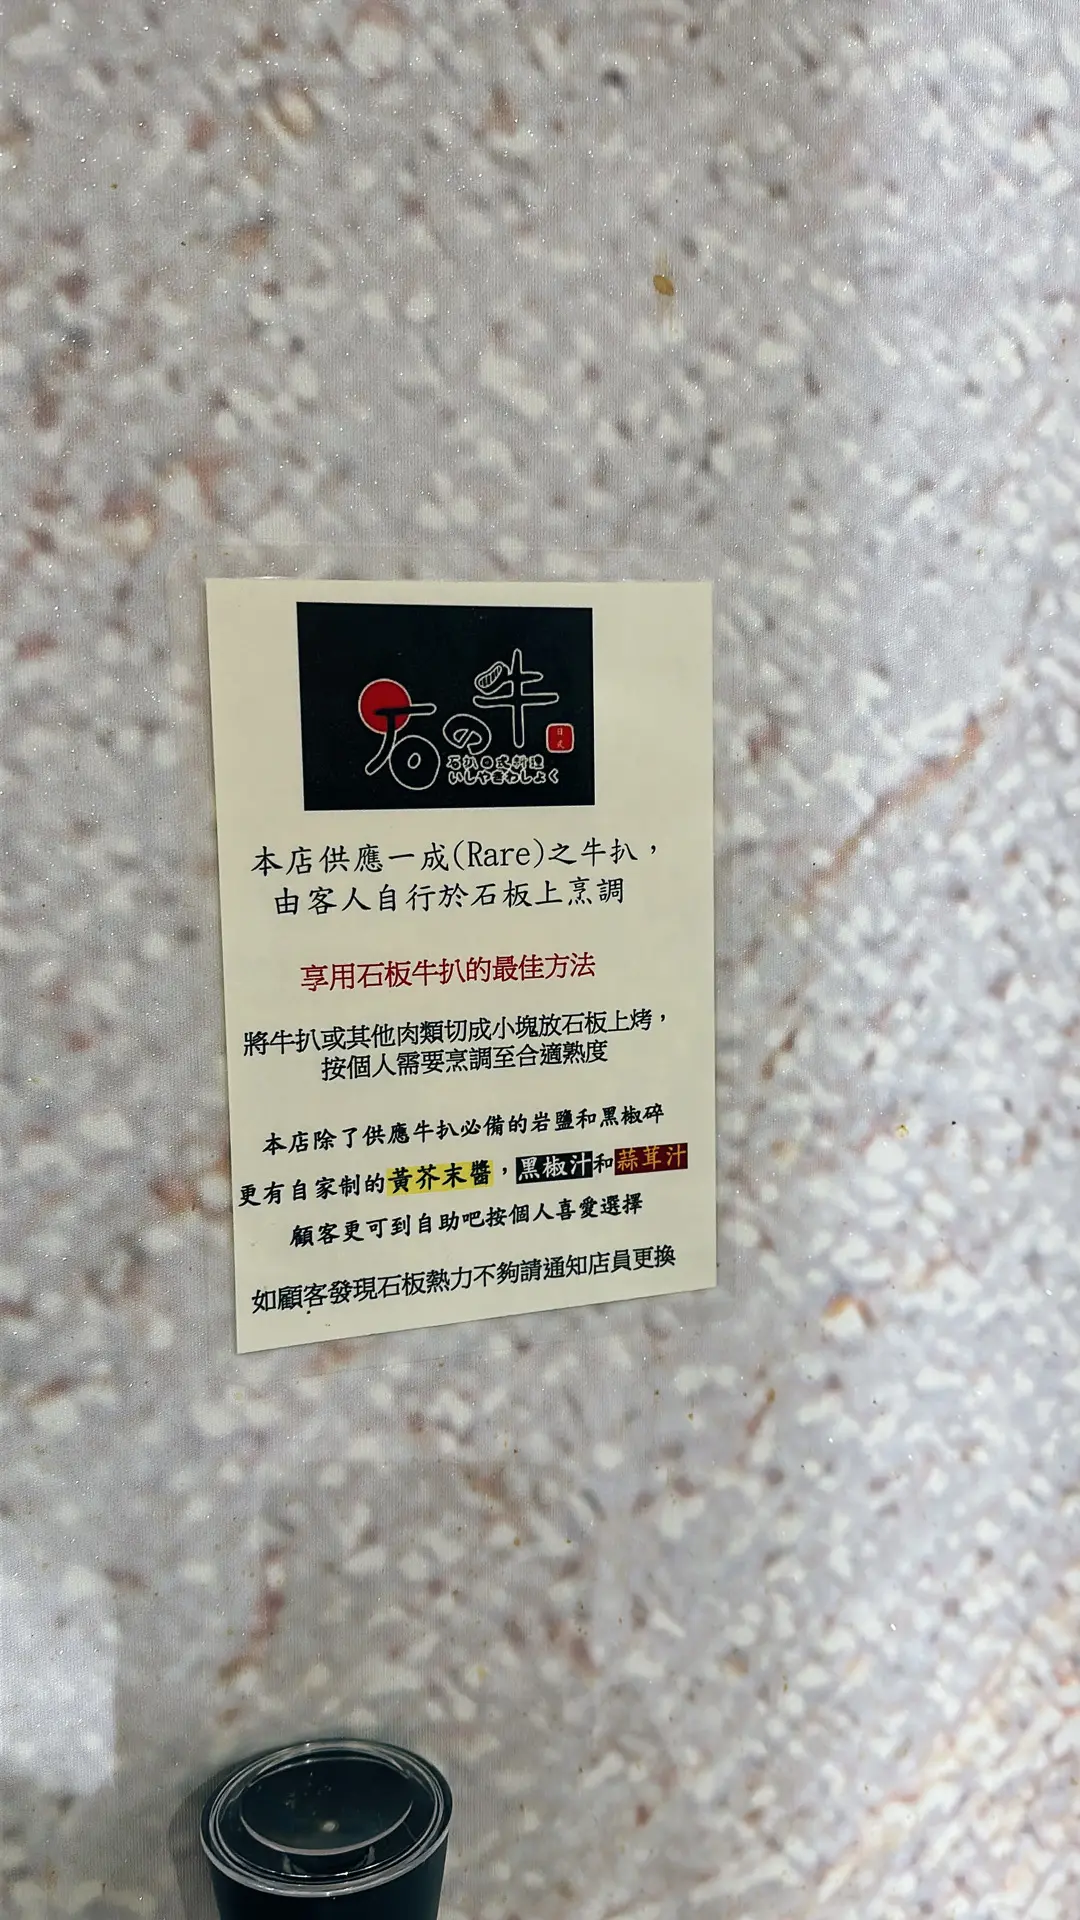 石の牛
日式
石扒日式料理
いしやきわしょく
本店供應一成(Rare)之牛扒，
由客人自行於石板上烹調
享用石板牛扒的最佳方法
將牛扒或其他肉類切成小塊放石板上烤，
按個人需要烹調至合適熟度
本店除了供應牛扒必備的岩鹽和黑椒碎
更有自家制的黃芥末醬，黑椒汁和蒜茸汁
顧客更可到自助吧按個人喜愛選擇
如顧客發現石板熱力不夠請通知店員更換